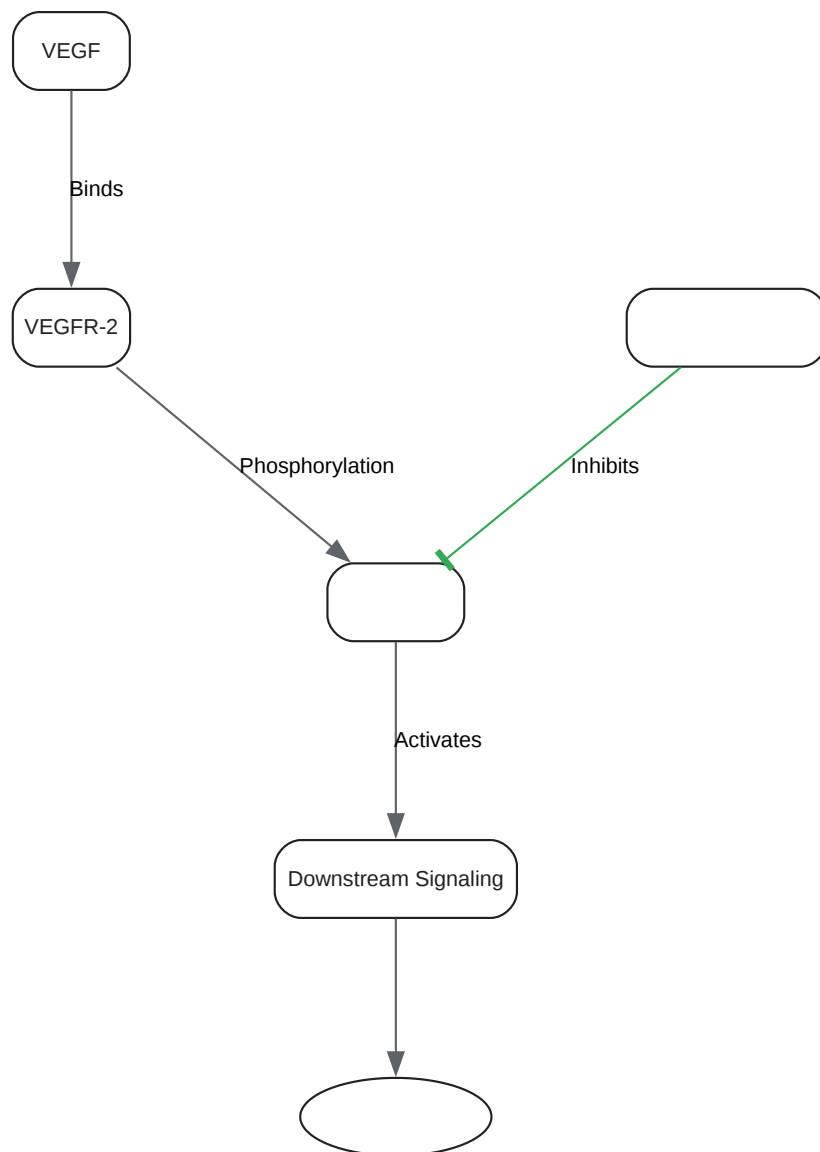 VEGF
Binds
VEGFR-2
Phosphorylation
Inhibits
Activates
Downstream Signaling